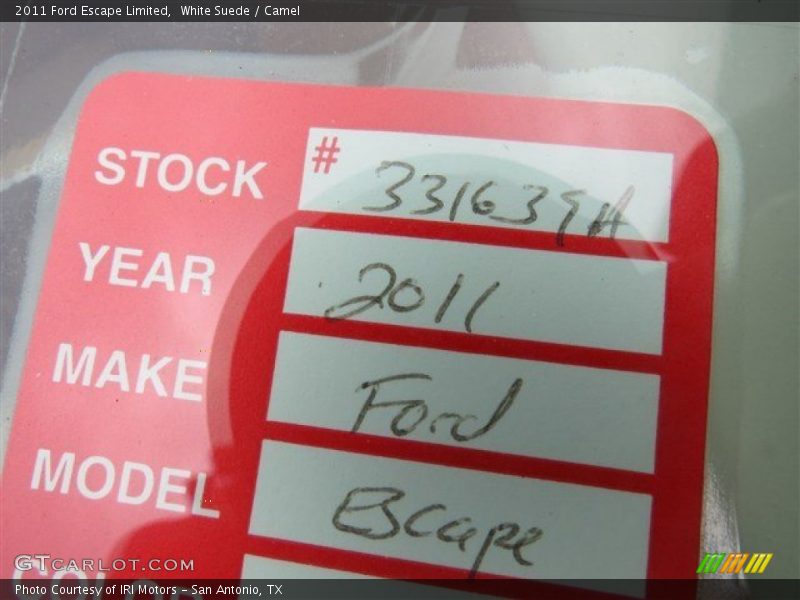 2011 Ford Escape Limited, White Suede / Camel
STOCK # 331639A
YEAR 2011
MAKE Ford
MODEL Escape
COLOR
GTCARLOT.COM
Photo Courtesy of IRI Motors – San Antonio, TX